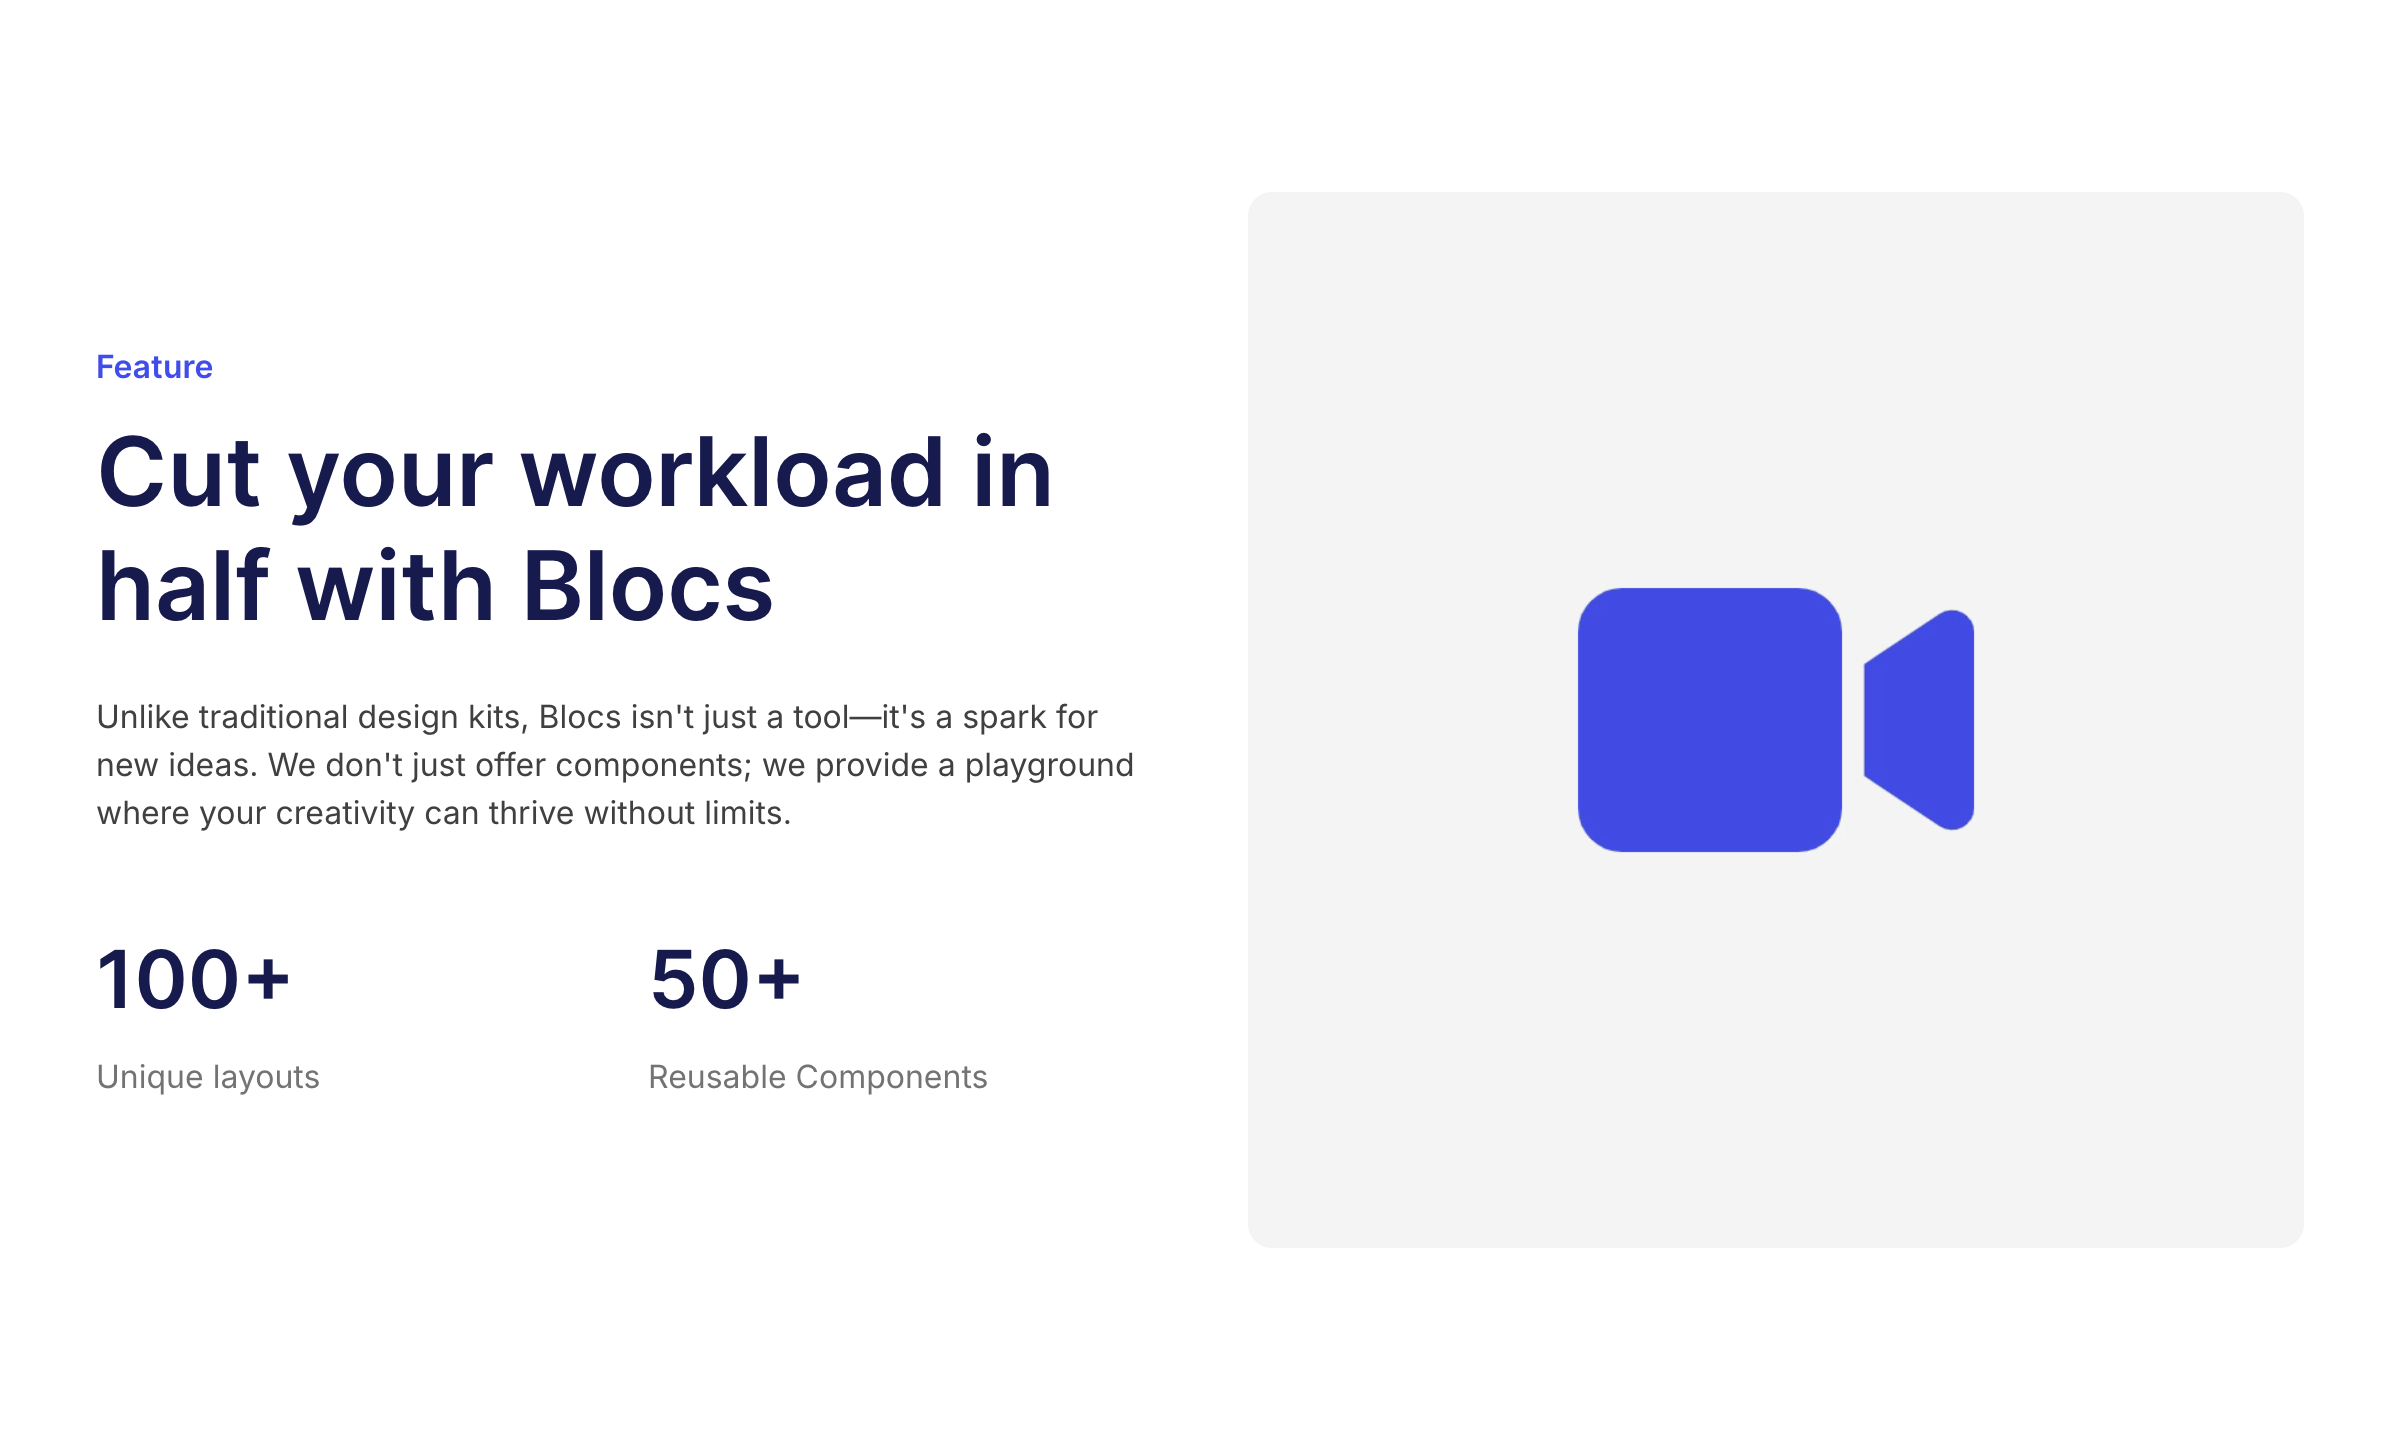 Feature
Cut your workload in
half with Blocs
Unlike traditional design kits, Blocs isn't just a tool—it's a spark for
new ideas. We don't just offer components; we provide a playground
where your creativity can thrive without limits.
100+
50+
Unique layouts
Reusable Components